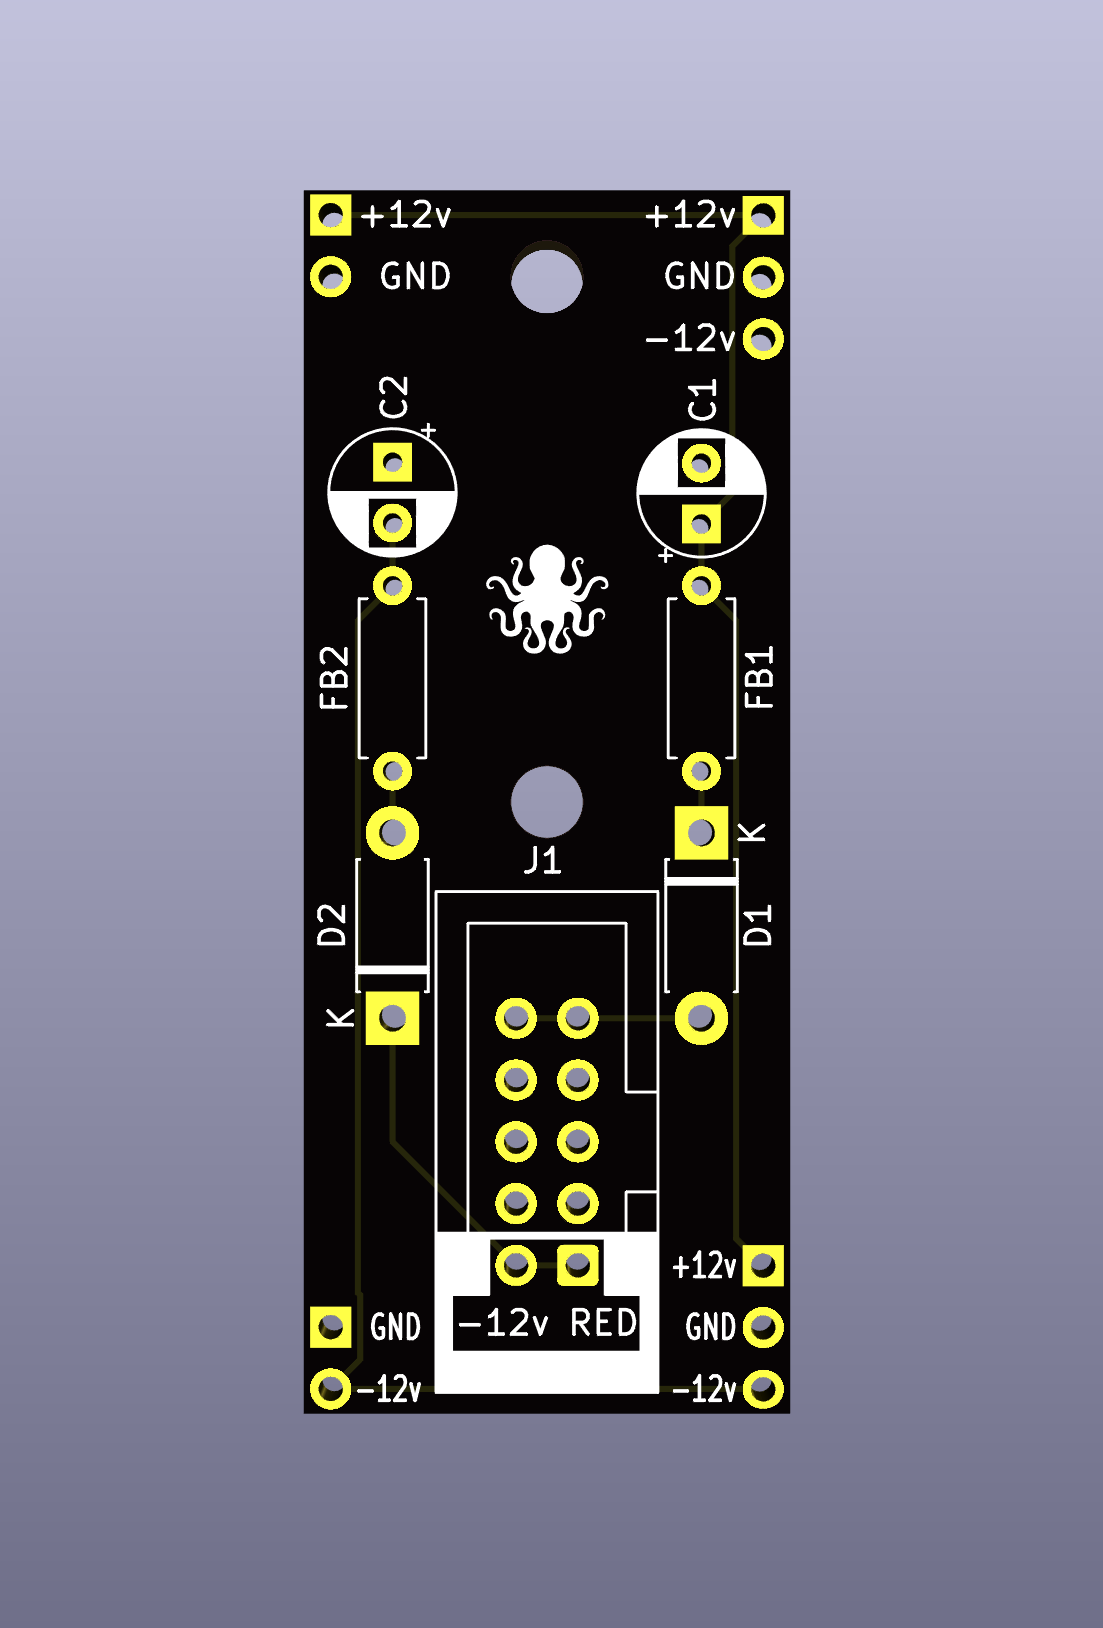 +12v +12v
GND GND
-12v
C2 C1
+ 
+
FB2 FB1
K
J1
D2 D1
K
+12v
-12v RED
GND GND
-12v -12v